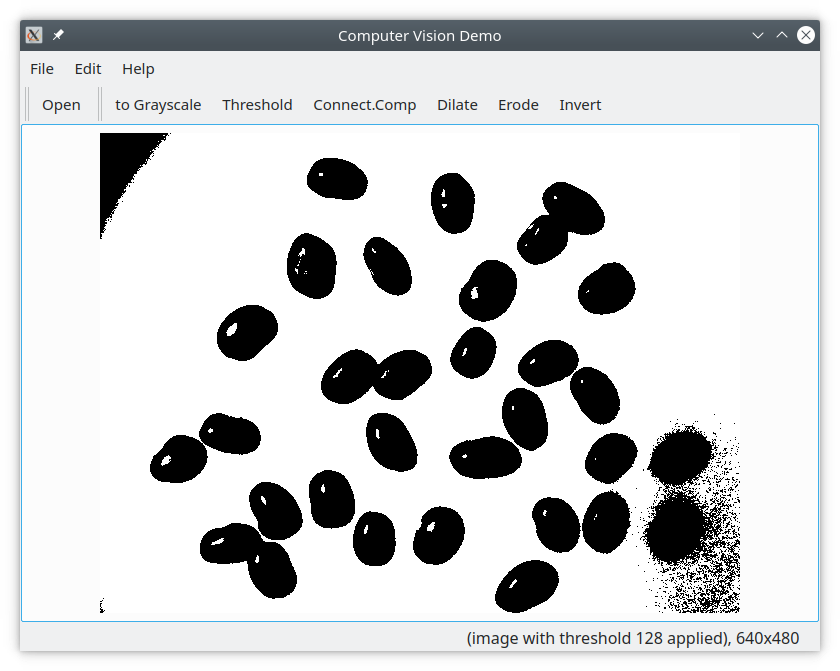 Computer Vision Demo
File Edit Help
Open to Grayscale Threshold Connect.Comp Dilate Erode Invert
(image with threshold 128 applied), 640x480